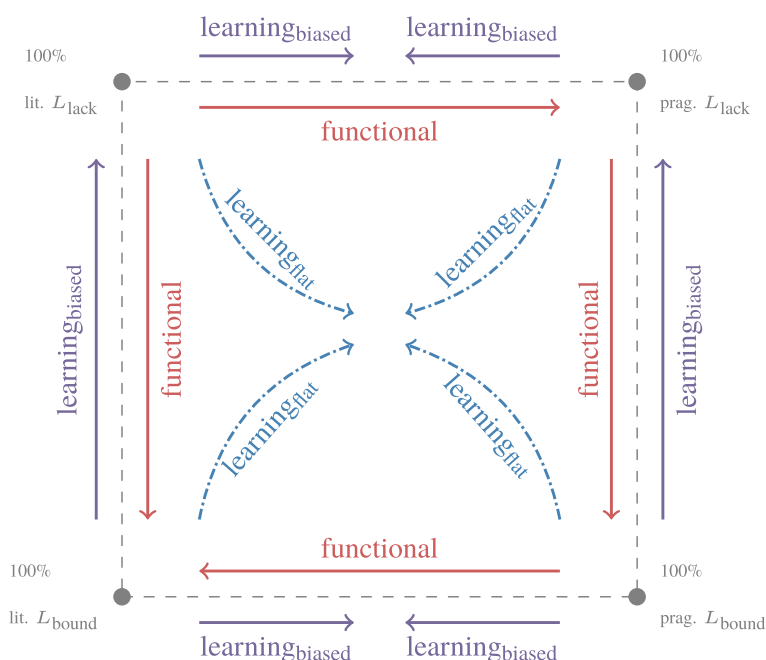 learning_biased learning_biased
100% 100%
lit. L_lack prag. L_lack
functional
learning_flat learning_flat
learning_biased functional functional learning_biased
learning_flat learning_flat
functional
100% 100%
lit. L_bound prag. L_bound
learning_biased learning_biased